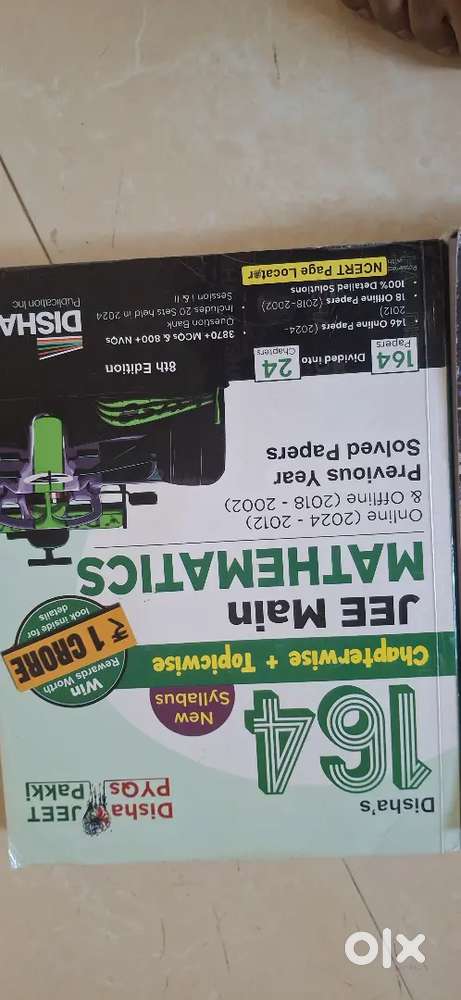 Disha's
164
New
Syllabus
Disha
PYQs
JEET
Pakki
Chapterwise + Topicwise
JEE Main
MATHEMATICS
Win
Rewards Worth
₹ 1 CRORE
look inside for
details
Online (2024 - 2012)
& Offline (2018 - 2002)
Previous Year
Solved Papers
164
Papers
Divided into
24
Chapters
8th Edition
• 146 Online Papers (2024 -
2012)
• 18 Offline Papers (2018-2002)
• 100% Detailed Solutions
• 3870+ MCQs & 800+ NVQs
Question Bank
• Includes 20 Sets held in 2024
Session I & II
DISHA
Publication Inc
Powered
with
NCERT Page Locator
olx